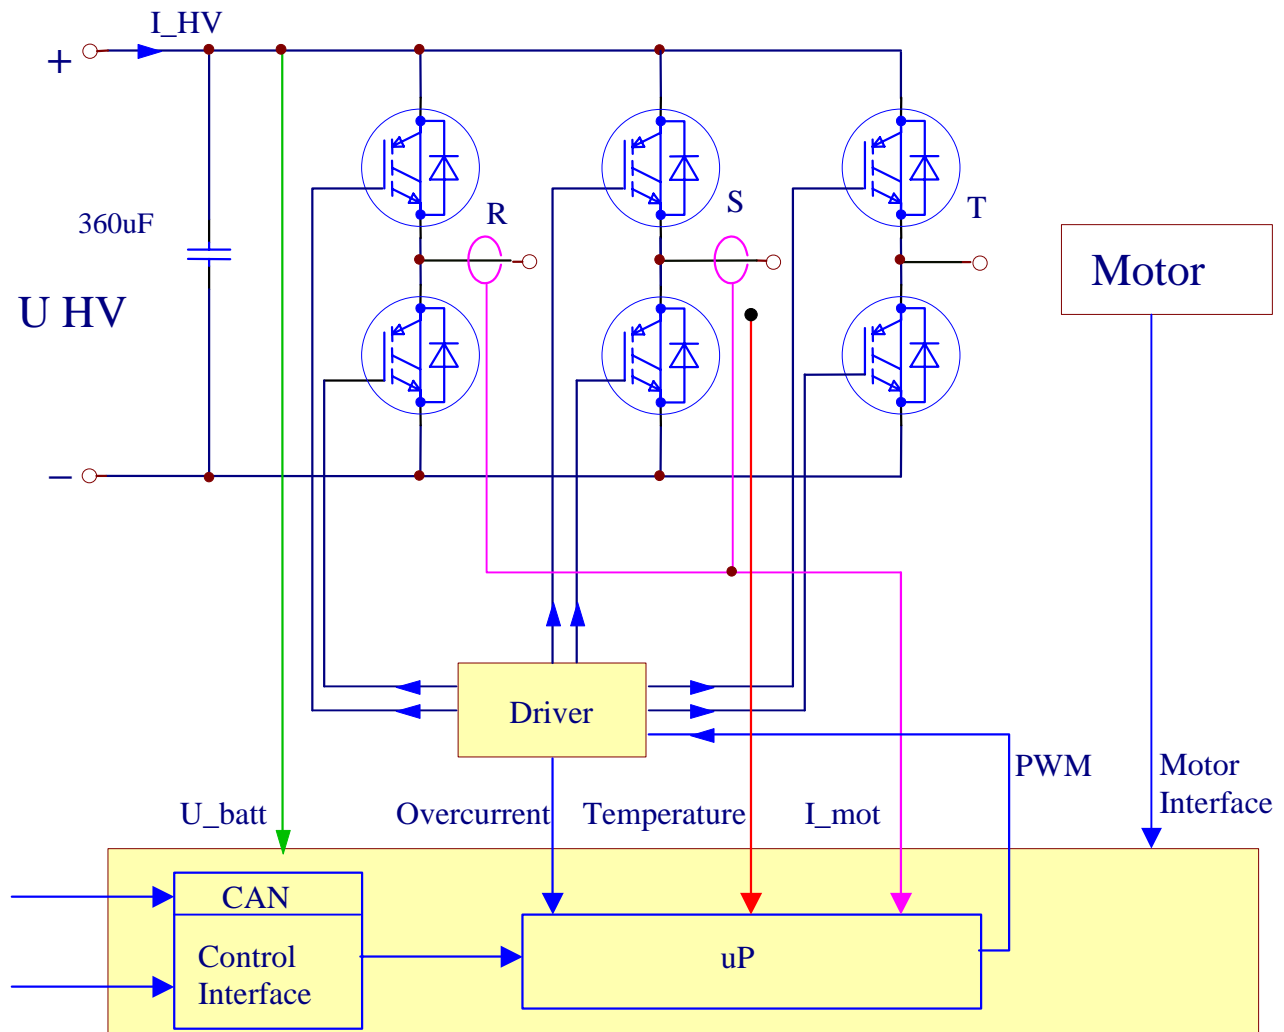 I_HV
+
R
S
T
360uF
Motor
U HV
−
Driver
PWM
Motor
Interface
U_batt
Overcurrent
Temperature
I_mot
CAN
Control
Interface
uP